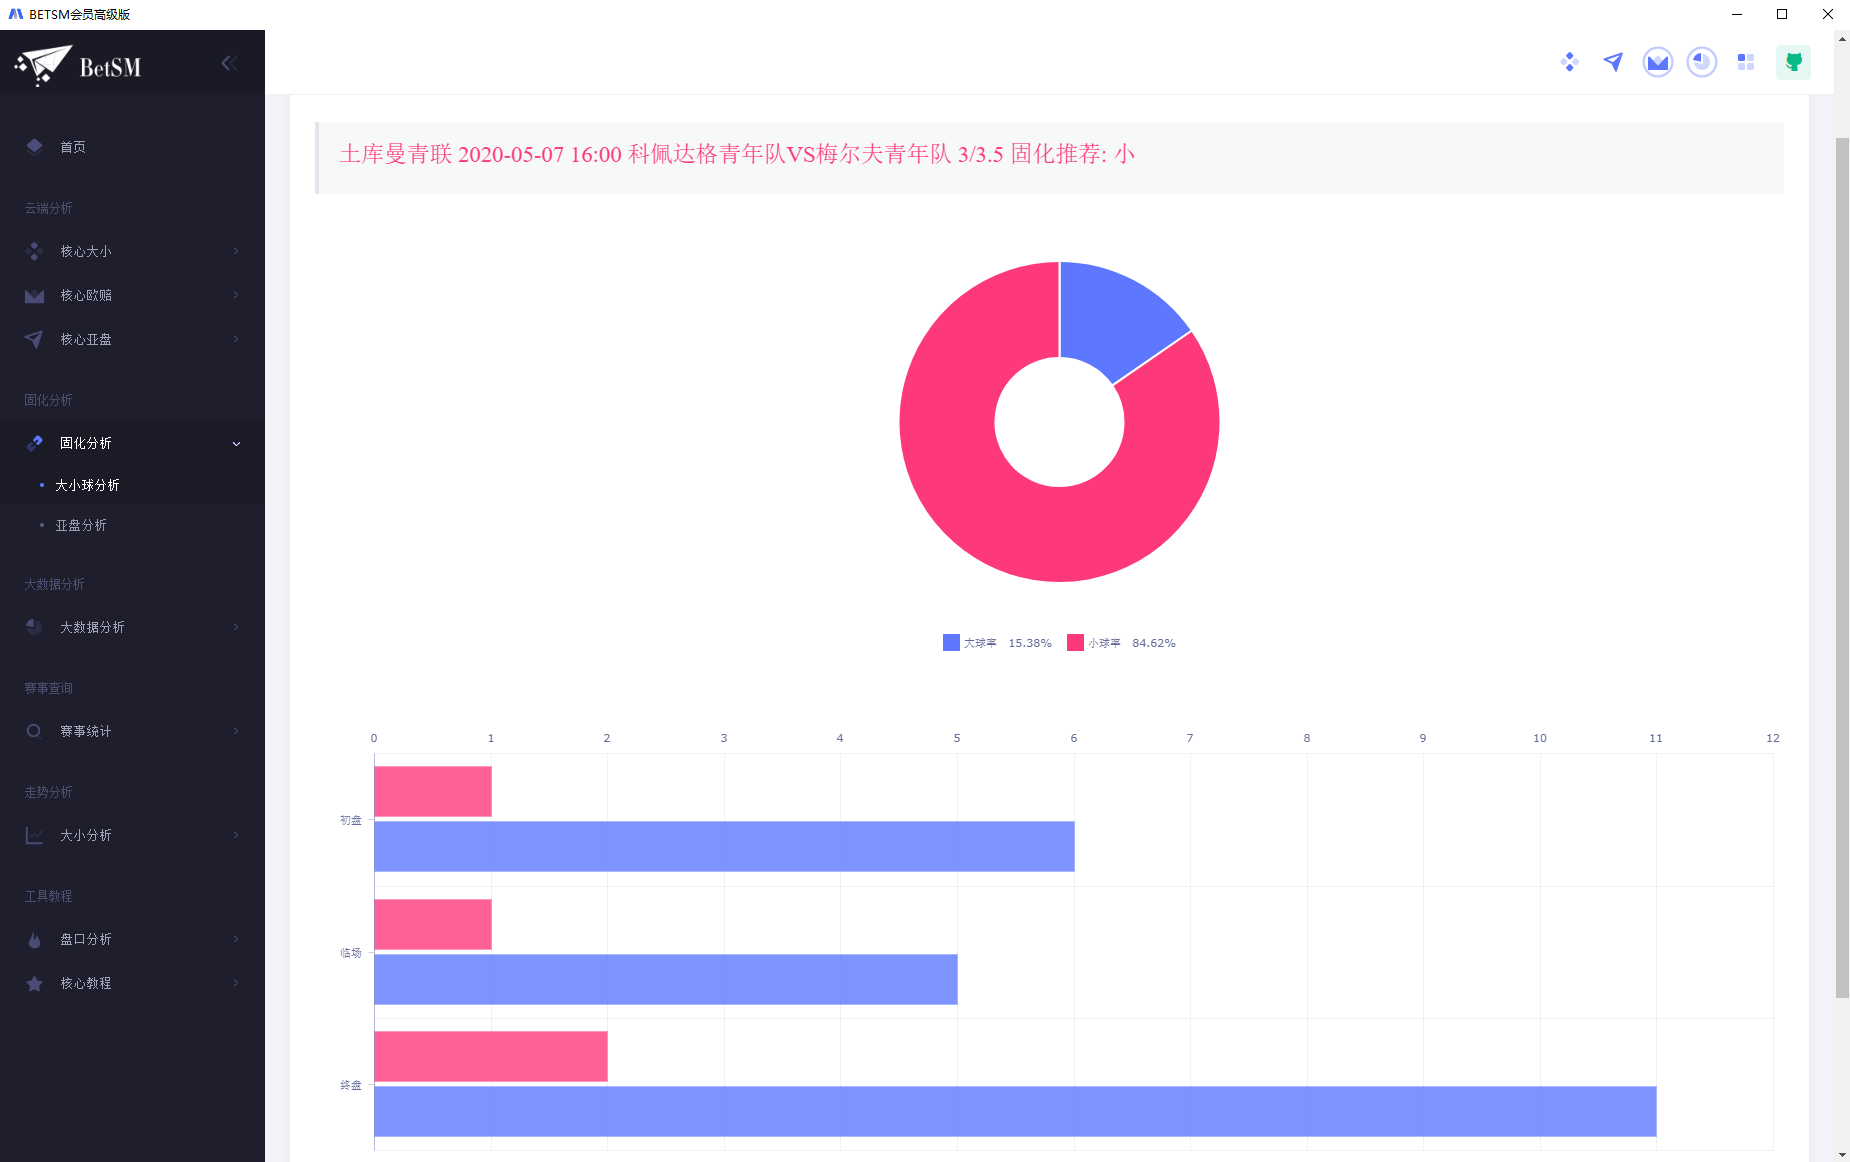 BETSM会员高级版
BetSM
首页
云端分析
核心大小
核心欧赔
核心亚盘
固化分析
固化分析
大小球分析
亚盘分析
大数据分析
大数据分析
赛事查询
赛事统计
走势分析
大小分析
工具教程
盘口分析
核心教程
土库曼青联 2020-05-07 16:00 科佩达格青年队VS梅尔夫青年队 3/3.5 固化推荐: 小
大球率 15.38% 小球率 84.62%
0 1 2 3 4 5 6 7 8 9 10 11 12
初盘
临场
终盘